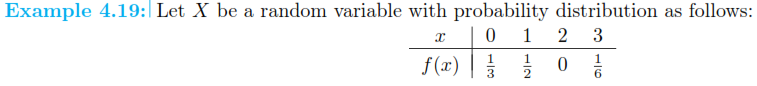 Example 4.19: Let X be a random variable with probability distribution as follows:
x 0 1 2 3
f(x) 1/3 1/2 0 1/6